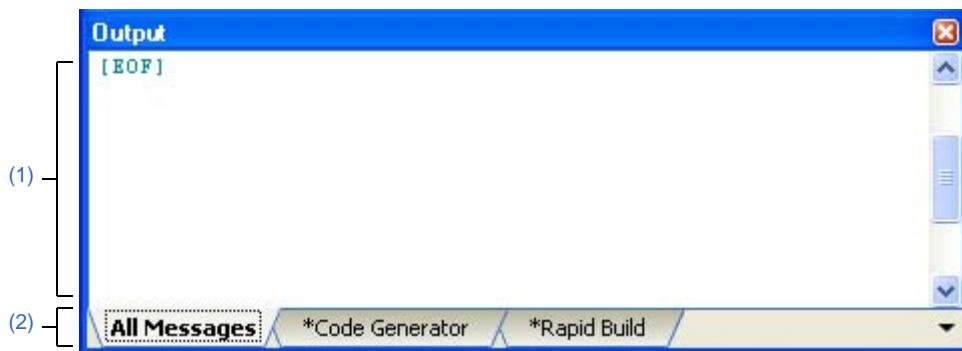 Output
[EOF]
(1)
(2)
All Messages *Code Generator *Rapid Build